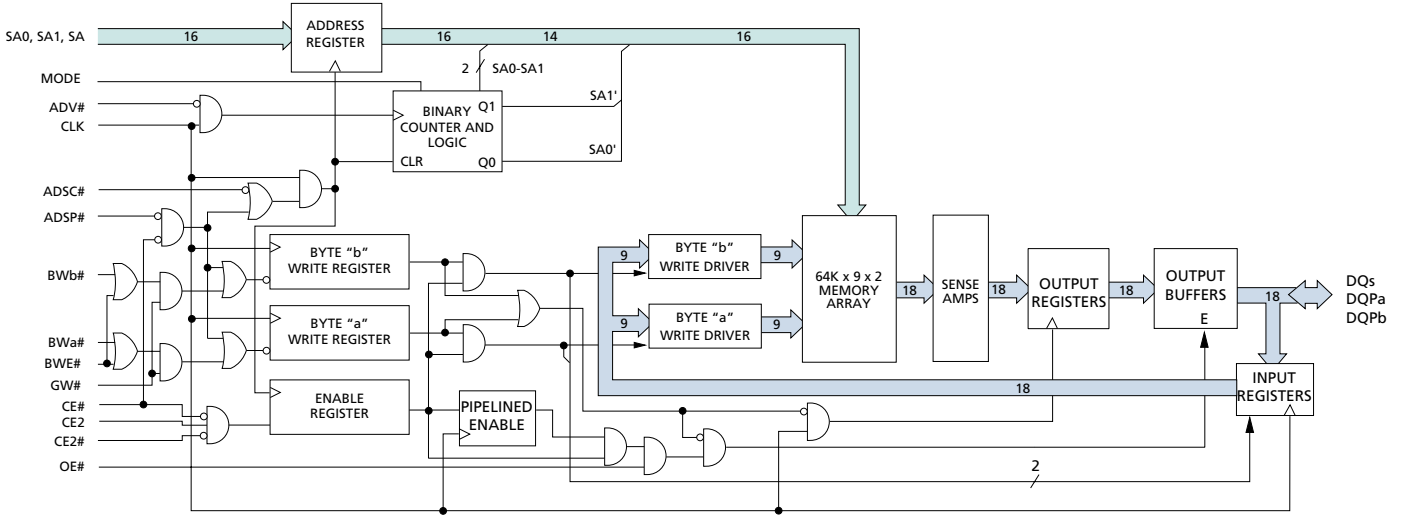 SA0, SA1, SA
16
ADDRESS
REGISTER
16
14
16
2
SA0-SA1
MODE
ADV#
CLK
BINARY
COUNTER AND
LOGIC
Q1
CLR
Q0
SA1'
SA0'
ADSC#
ADSP#
BYTE “b”
WRITE REGISTER
BWb#
BYTE “a”
WRITE REGISTER
BWa#
BWE#
GW#
CE#
CE2
CE2#
OE#
ENABLE
REGISTER
PIPELINED
ENABLE
9
BYTE “b”
WRITE DRIVER
9
9
BYTE “a”
WRITE DRIVER
9
64K x 9 x 2
MEMORY
ARRAY
18
SENSE
AMPS
18
OUTPUT
REGISTERS
18
OUTPUT
BUFFERS
E
18
DQs
DQPa
DQPb
18
INPUT
REGISTERS
2